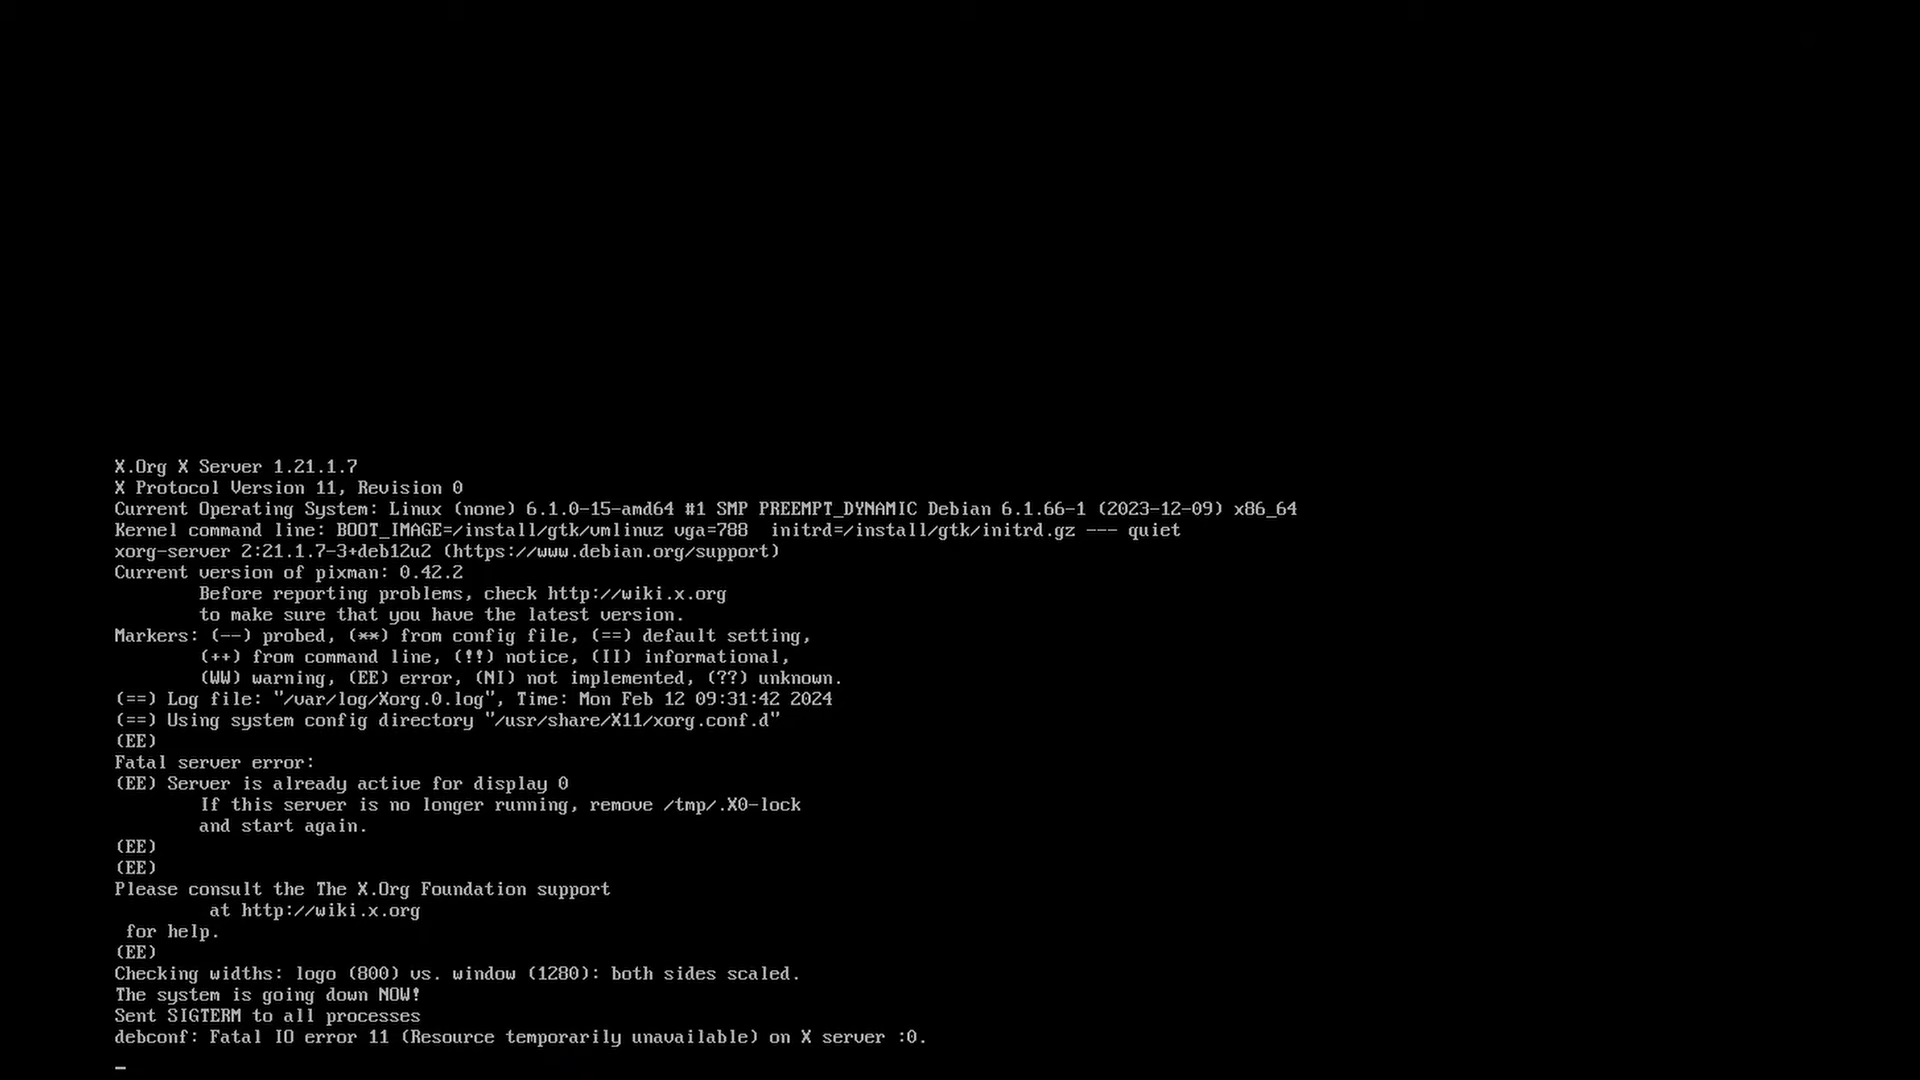 X.Org X Server 1.21.1.7
X Protocol Version 11, Revision 0
Current Operating System: Linux (none) 6.1.0-15-amd64 #1 SMP PREEMPT_DYNAMIC Debian 6.1.66-1 (2023-12-09) x86_64
Kernel command line: BOOT_IMAGE=/install/gtk/vmlinuz vga=788  initrd=/install/gtk/initrd.gz --- quiet
xorg-server 2:21.1.7-3+deb12u2 (https://www.debian.org/support)
Current version of pixman: 0.42.2
Before reporting problems, check http://wiki.x.org
to make sure that you have the latest version.
Markers: (--) probed, (**) from config file, (==) default setting,
(++) from command line, (!!) notice, (II) informational,
(WW) warning, (EE) error, (NI) not implemented, (??) unknown.
(==) Log file: "/var/log/Xorg.0.log", Time: Mon Feb 12 09:31:42 2024
(==) Using system config directory "/usr/share/X11/xorg.conf.d"
(EE)
Fatal server error:
(EE) Server is already active for display 0
If this server is no longer running, remove /tmp/.X0-lock
and start again.
(EE)
(EE)
Please consult the The X.Org Foundation support
at http://wiki.x.org
for help.
(EE)
Checking widths: logo (800) vs. window (1280): both sides scaled.
The system is going down NOW!
Sent SIGTERM to all processes
debconf: Fatal IO error 11 (Resource temporarily unavailable) on X server :0.
_